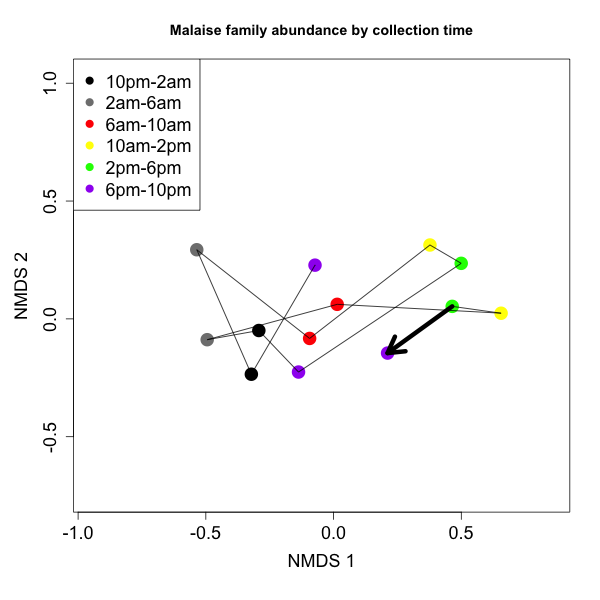 Malaise family abundance by collection time
10pm-2am
2am-6am
6am-10am
10am-2pm
2pm-6pm
6pm-10pm
1.0
0.5
0.0
-0.5
NMDS 2
-1.0 -0.5 0.0 0.5
NMDS 1